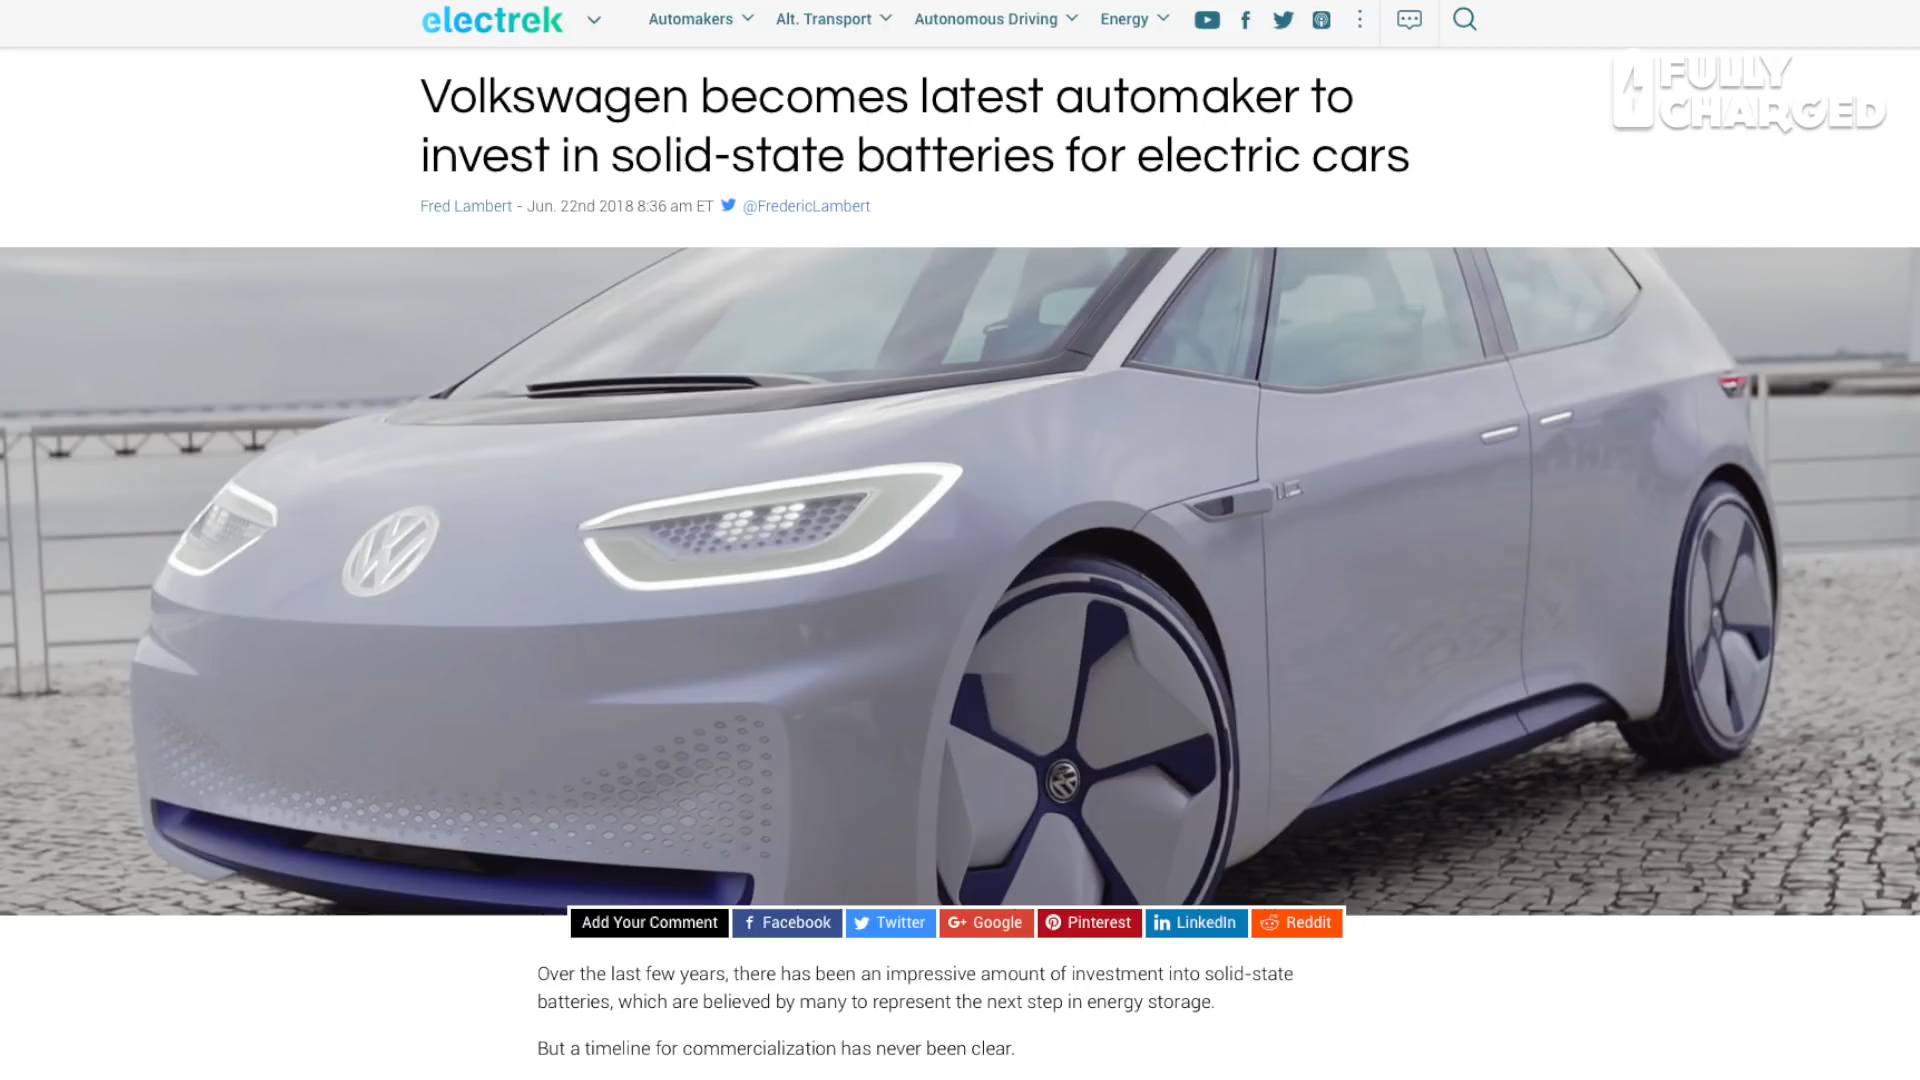 electrek
Automakers
Alt. Transport
Autonomous Driving
Energy
FULLY
CHARGED
Volkswagen becomes latest automaker to
invest in solid-state batteries for electric cars
Fred Lambert - Jun. 22nd 2018 8:36 am ET @FredericLambert
I.D.
Add Your Comment
Facebook
Twitter
G+ Google
Pinterest
in LinkedIn
Reddit
Over the last few years, there has been an impressive amount of investment into solid-state
batteries, which are believed by many to represent the next step in energy storage.
But a timeline for commercialization has never been clear.